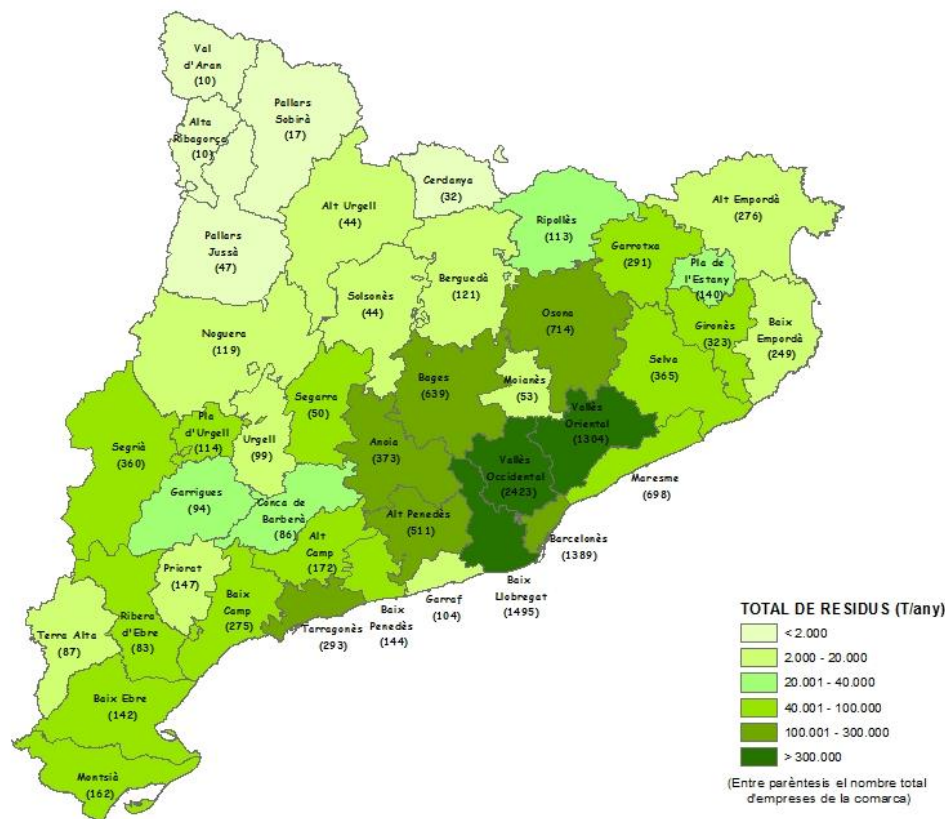 Val
d'Aran
(10)
Alta
Ribagorça
(10)
Pallars
Sobirà
(17)
Cerdanya
(32)
Alt Urgell
(44)
Pallars
Jussà
(47)
Ripollès
(113)
Alt Empordà
(276)
Garrotxa
(291)
Pla de
l'Estany
(140)
Berguedà
(121)
Solsonès
(44)
Osona
(714)
Gironès
(323)
Baix
Empordà
(249)
Noguera
(119)
Selva
(365)
Bages
(639)
Moianès
(53)
Segarra
(50)
Vallès
Oriental
(1304)
Pla
d'Urgell
(114)
Urgell
(99)
Anoia
(373)
Segrià
(360)
Vallès
Occidental
(2423)
Maresme
(698)
Garrigues
(94)
Conca de
Barberà
(86)
Alt Penedès
(511)
Alt
Camp
(172)
Barcelonès
(1389)
Priorat
(147)
Baix
Camp
(275)
Baix
Llobregat
(1495)
Garraf
(104)
Baix
Penedès
(144)
Tarragonès
(293)
Ribera
d'Ebre
(83)
Terra Alta
(87)
Baix Ebre
(142)
Montsià
(162)
TOTAL DE RESIDUS (T/any)
< 2.000
2.000 - 20.000
20.001 - 40.000
40.001 - 100.000
100.001 - 300.000
> 300.000
(Entre parèntesis el nombre total
d'empreses de la comarca)